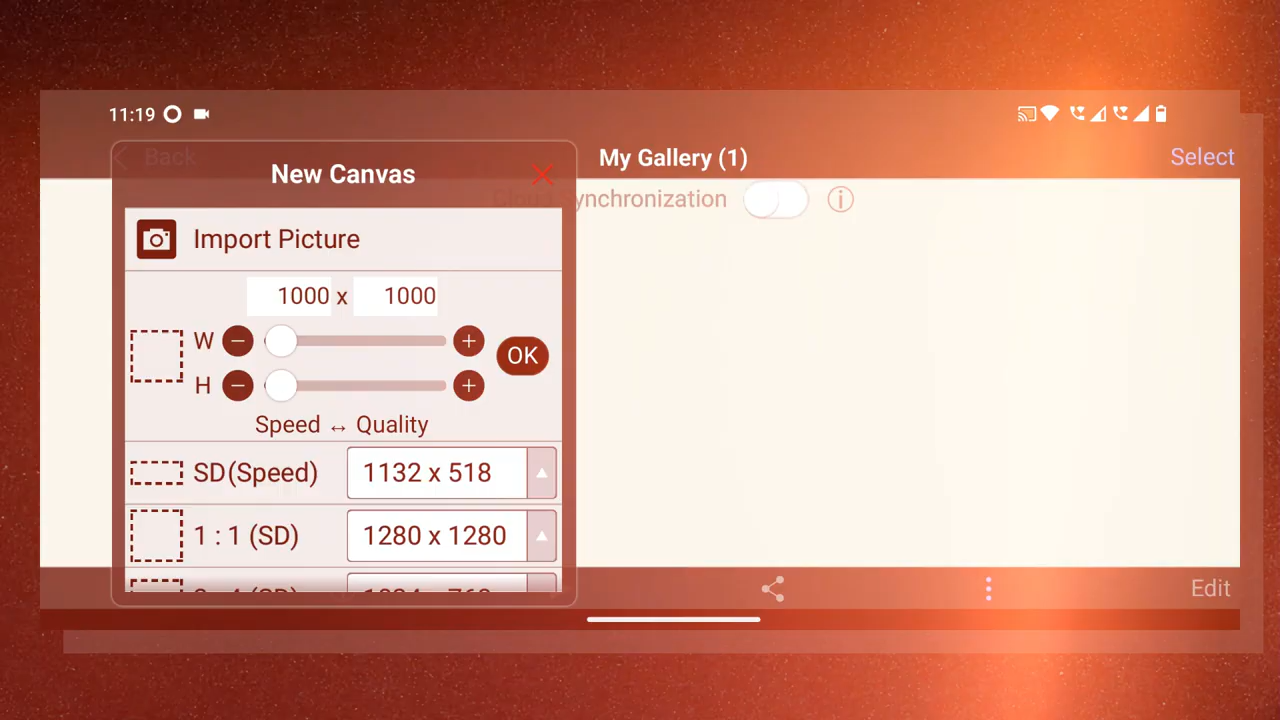 11:19
Back
My Gallery (1)
Select
New Canvas
Cloud Synchronization
Import Picture
1000 x 1000
W
OK
H
Speed ↔ Quality
SD(Speed)
1132 x 518
1 : 1 (SD)
1280 x 1280
Edit